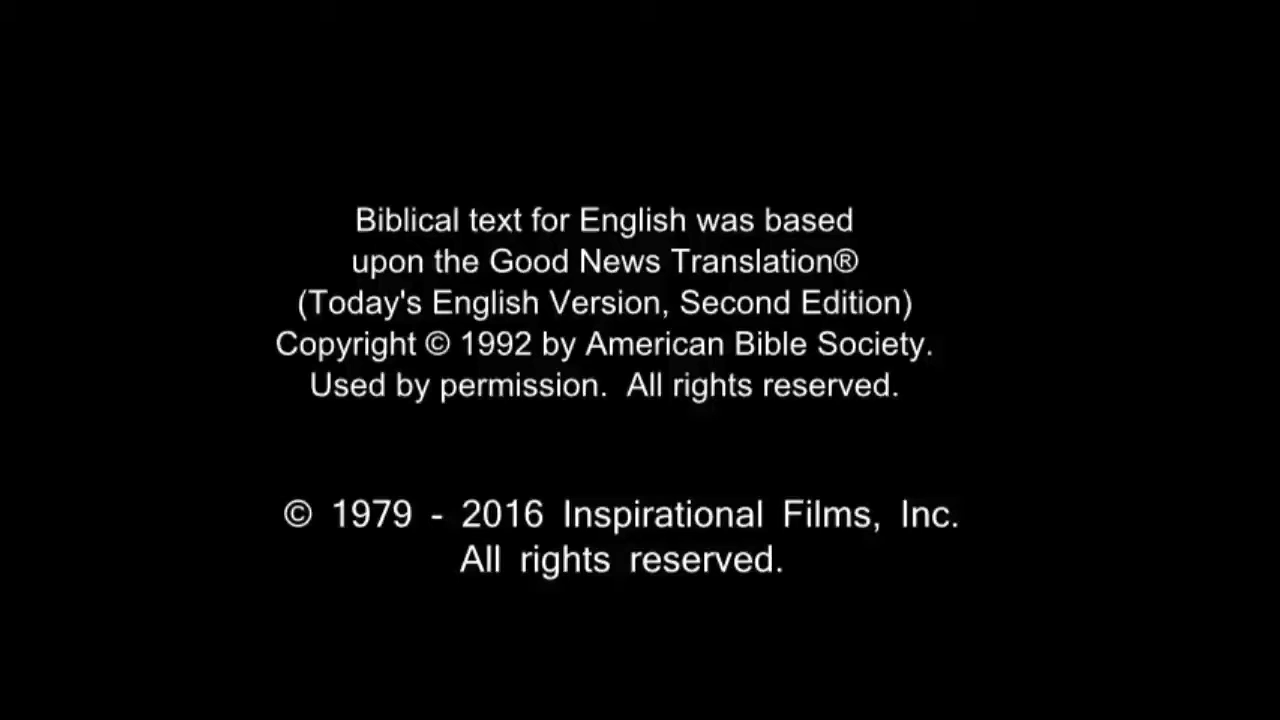 Biblical text for English was based
upon the Good News Translation®
(Today's English Version, Second Edition)
Copyright © 1992 by American Bible Society.
Used by permission.  All rights reserved.
© 1979 - 2016 Inspirational Films, Inc.
All rights reserved.